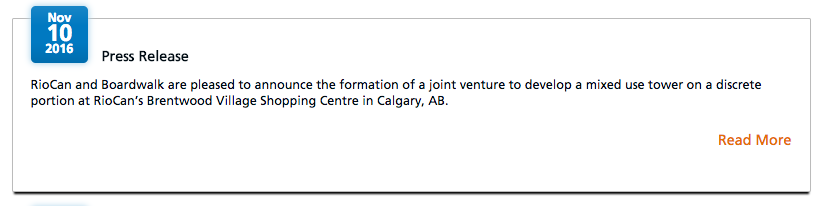 Nov
10
2016
Press Release
RioCan and Boardwalk are pleased to announce the formation of a joint venture to develop a mixed use tower on a discrete
portion at RioCan’s Brentwood Village Shopping Centre in Calgary, AB.
Read More